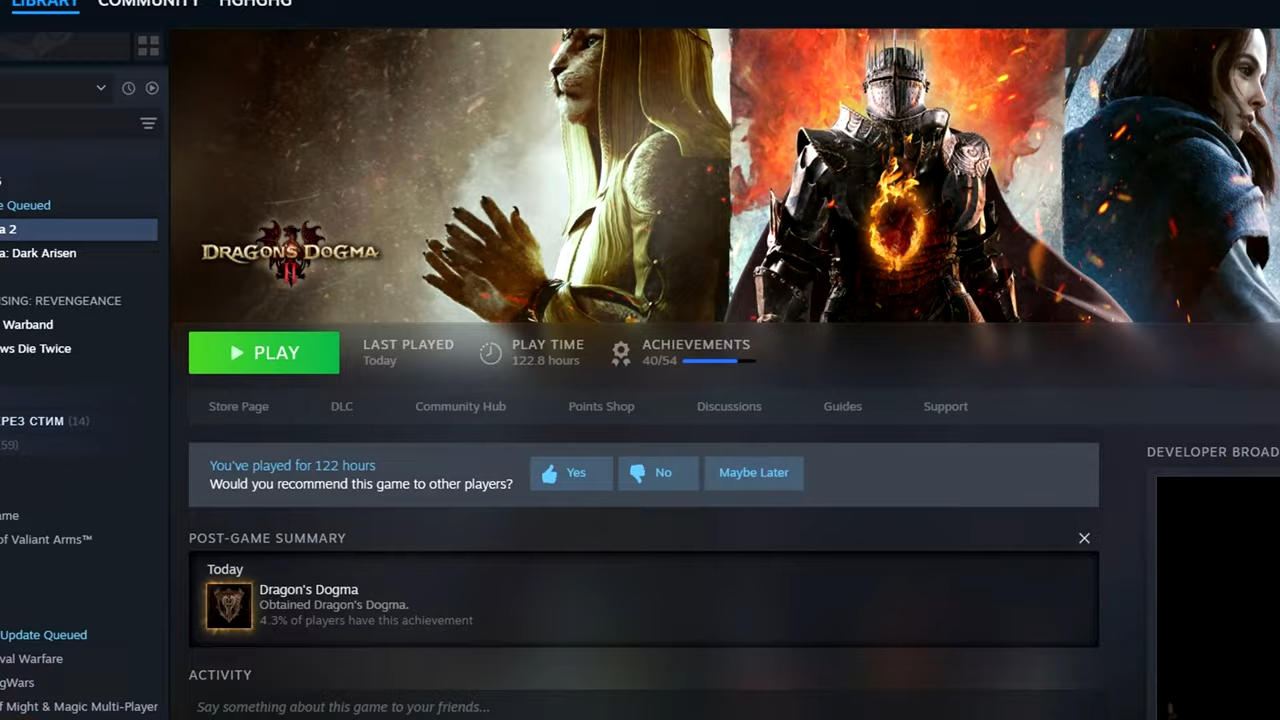 LIBRARY COMMUNITY HGHGHG
e Queued
a 2
a: Dark Arisen
ISING: REVENGEANCE
Warband
ws Die Twice
РЕЗ СТИМ (14)
(59)
ame
of Valiant Arms™
Update Queued
val Warfare
gWars
f Might & Magic Multi-Player
DRAGON'S DOGMA
II
PLAY
LAST PLAYED
Today
PLAY TIME
122.8 hours
ACHIEVEMENTS
40/54
Store Page DLC Community Hub Points Shop Discussions Guides Support
You've played for 122 hours
Would you recommend this game to other players?
Yes No Maybe Later
DEVELOPER BROAD
POST-GAME SUMMARY
Today
Dragon's Dogma
Obtained Dragon's Dogma.
4.3% of players have this achievement
ACTIVITY
Say something about this game to your friends...